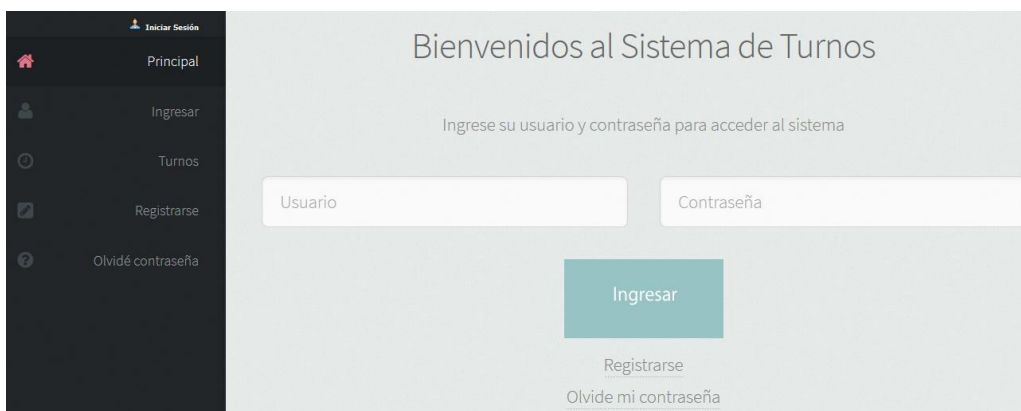 Iniciar Sesión
Principal
Ingresar
Turnos
Registrarse
Olvidé contraseña
Bienvenidos al Sistema de Turnos
Ingrese su usuario y contraseña para acceder al sistema
Usuario
Contraseña
Ingresar
Registrarse
Olvide mi contraseña